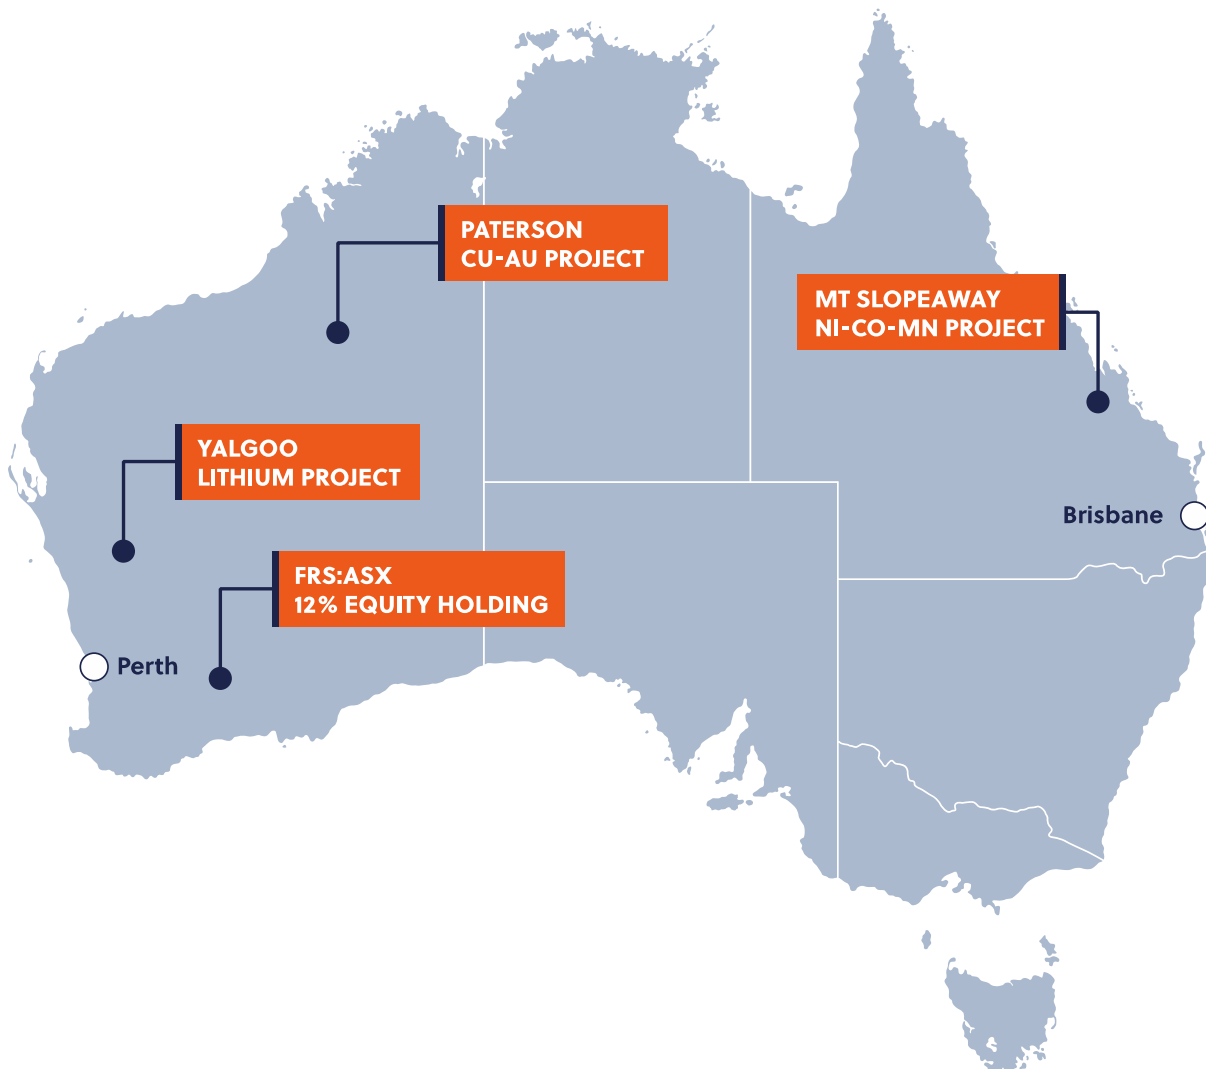 PATERSON
CU-AU PROJECT
MT SLOPEAWAY
NI-CO-MN PROJECT
YALGOO
LITHIUM PROJECT
Brisbane
FRS:ASX
12% EQUITY HOLDING
Perth